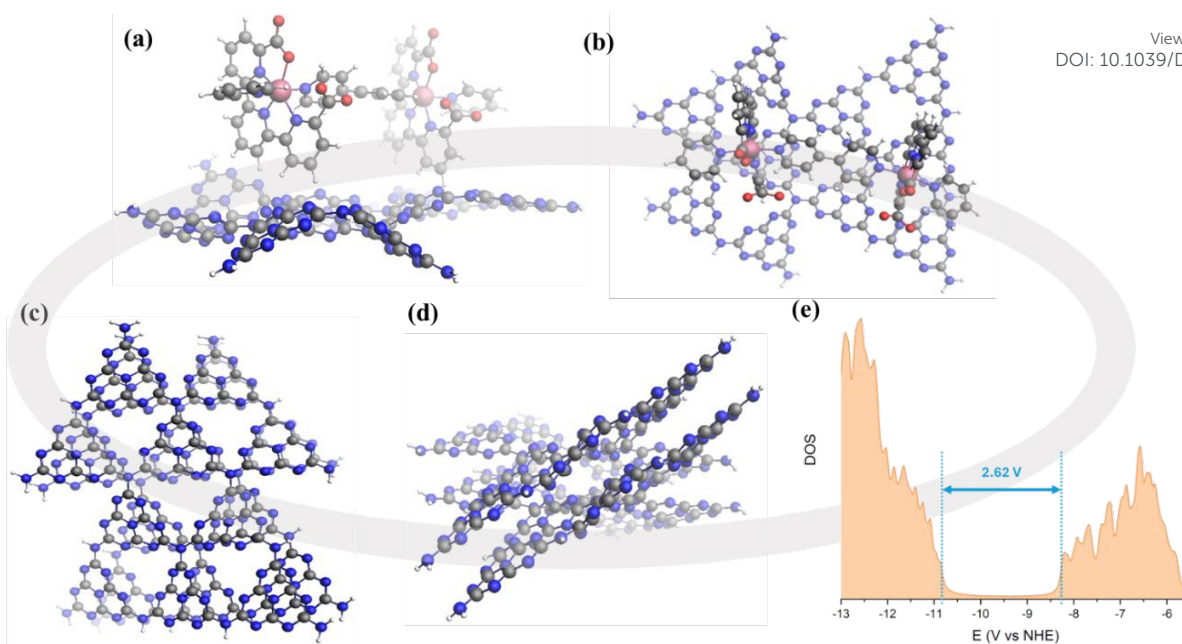 (a)
(b)
View
DOI: 10.1039/D
(c)
(d)
(e)
DOS
2.62 V
-13 -12 -11 -10 -9 -8 -7 -6
E (V vs NHE)